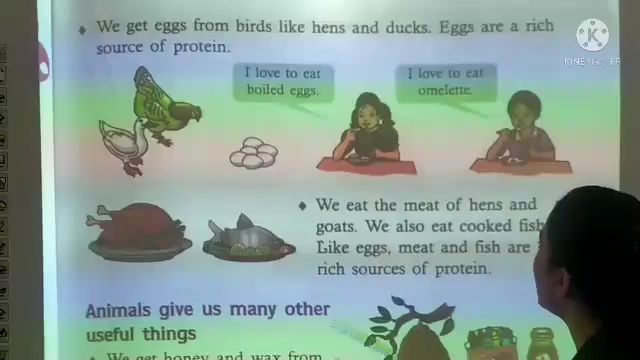 We get eggs from birds like hens and ducks. Eggs are a rich
source of protein.
I love to eat
boiled eggs.
I love to eat
omelette.
We eat the meat of hens and
goats. We also eat cooked fish
Like eggs, meat and fish are
rich sources of protein.
Animals give us many other
useful things
We get honey and wax from
KINEMASTER